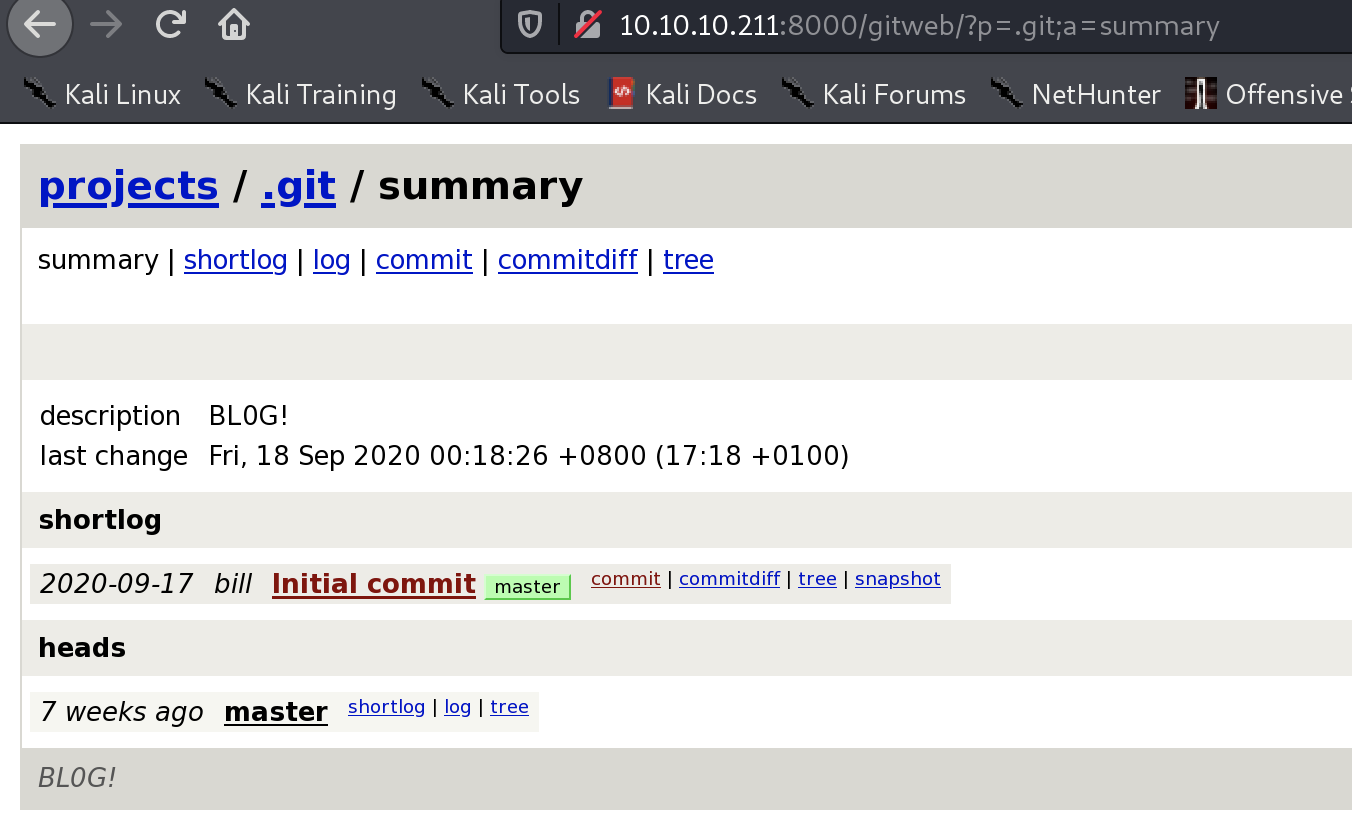 10.10.10.211:8000/gitweb/?p=.git;a=summary
Kali Linux Kali Training Kali Tools Kali Docs Kali Forums NetHunter Offensive
projects / .git / summary
summary | shortlog | log | commit | commitdiff | tree
description BL0G!
last change Fri, 18 Sep 2020 00:18:26 +0800 (17:18 +0100)
shortlog
2020-09-17 bill Initial commit master commit | commitdiff | tree | snapshot
heads
7 weeks ago master shortlog | log | tree
BL0G!